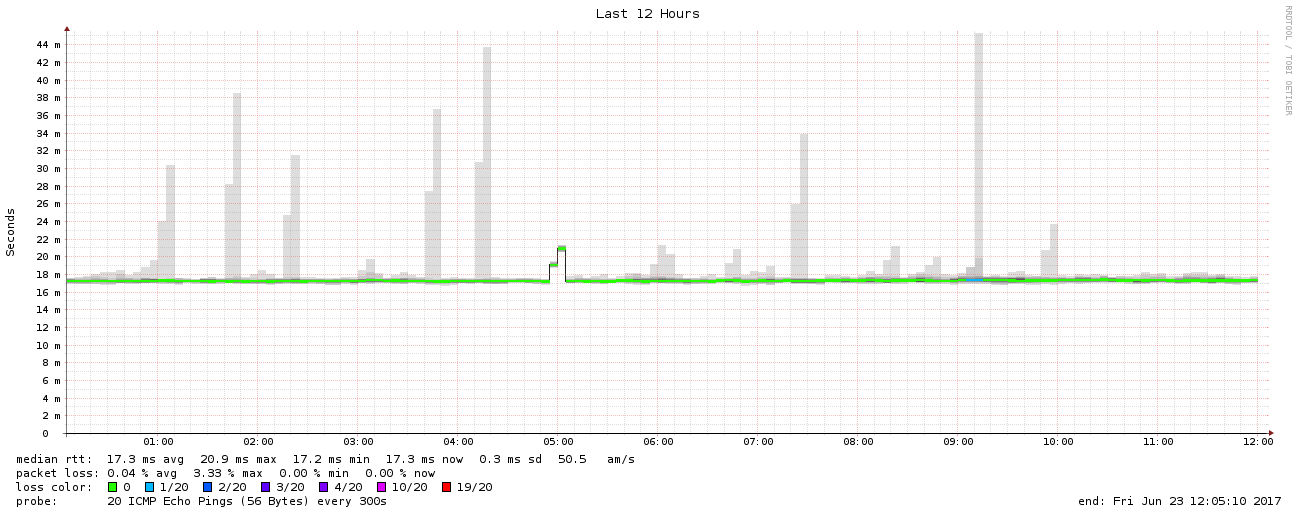 Last 12 Hours
RRDTOOL / TOBI OETIKER
Seconds
44 m
42 m
40 m
38 m
36 m
34 m
32 m
30 m
28 m
26 m
24 m
22 m
20 m
18 m
16 m
14 m
12 m
10 m
8 m
6 m
4 m
2 m
0
01:00 02:00 03:00 04:00 05:00 06:00 07:00 08:00 09:00 10:00 11:00 12:00
median rtt: 17.3 ms avg 20.9 ms max 17.2 ms min 17.3 ms now 0.3 ms sd 50.5 am/s
packet loss: 0.04 % avg 3.33 % max 0.00 % min 0.00 % now
loss color: 0 1/20 2/20 3/20 4/20 10/20 19/20
probe: 20 ICMP Echo Pings (56 Bytes) every 300s end: Fri Jun 23 12:05:10 2017